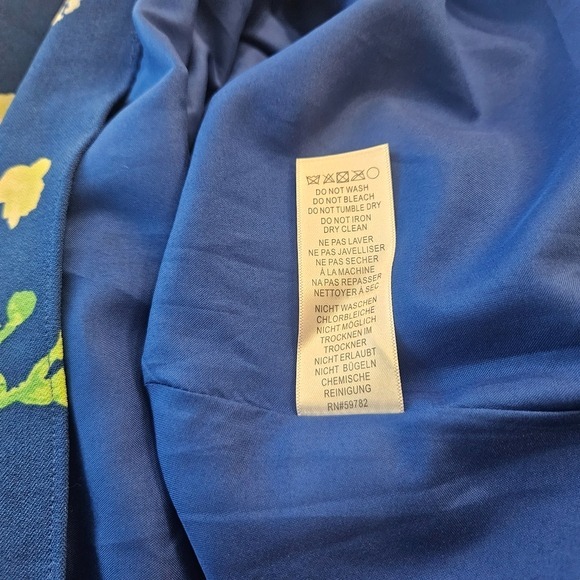 DO NOT WASH
DO NOT BLEACH
DO NOT TUMBLE DRY
DO NOT IRON
DRY CLEAN
NE PAS LAVER
NE PAS JAVELLISER
NE PAS SECHER
À LA MACHINE
NA PAS REPASSER
NETTOYER À SEC
NICHT WASCHEN
CHLORBLEICHE
NICHT MÖGLICH
TROCKNEN IM
TROCKNER
NICHT ERLAUBT
NICHT BÜGELN
CHEMISCHE
REINIGUNG
RN#59782